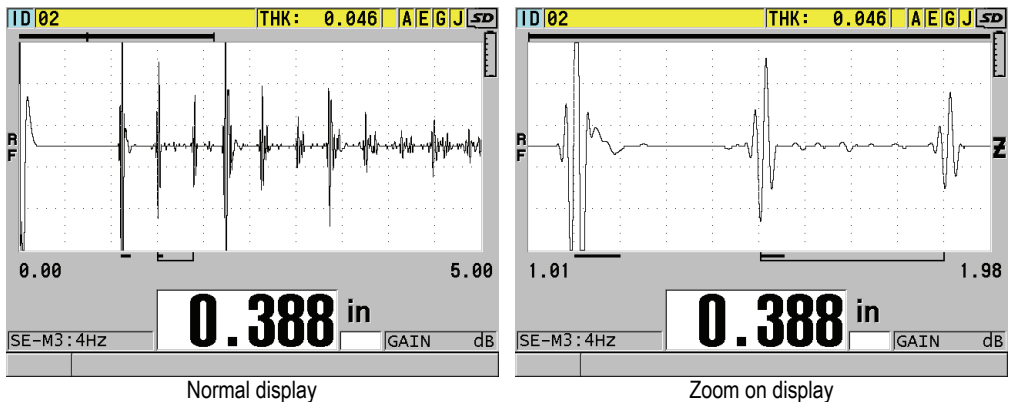 ID 02 THK: 0.046 A E G J SD
RF
0.00 5.00
0.388 in
SE-M3:4Hz GAIN dB
Normal display
ID 02 THK: 0.046 A E G J SD
RF Z
1.01 1.98
0.388 in
SE-M3:4Hz GAIN dB
Zoom on display